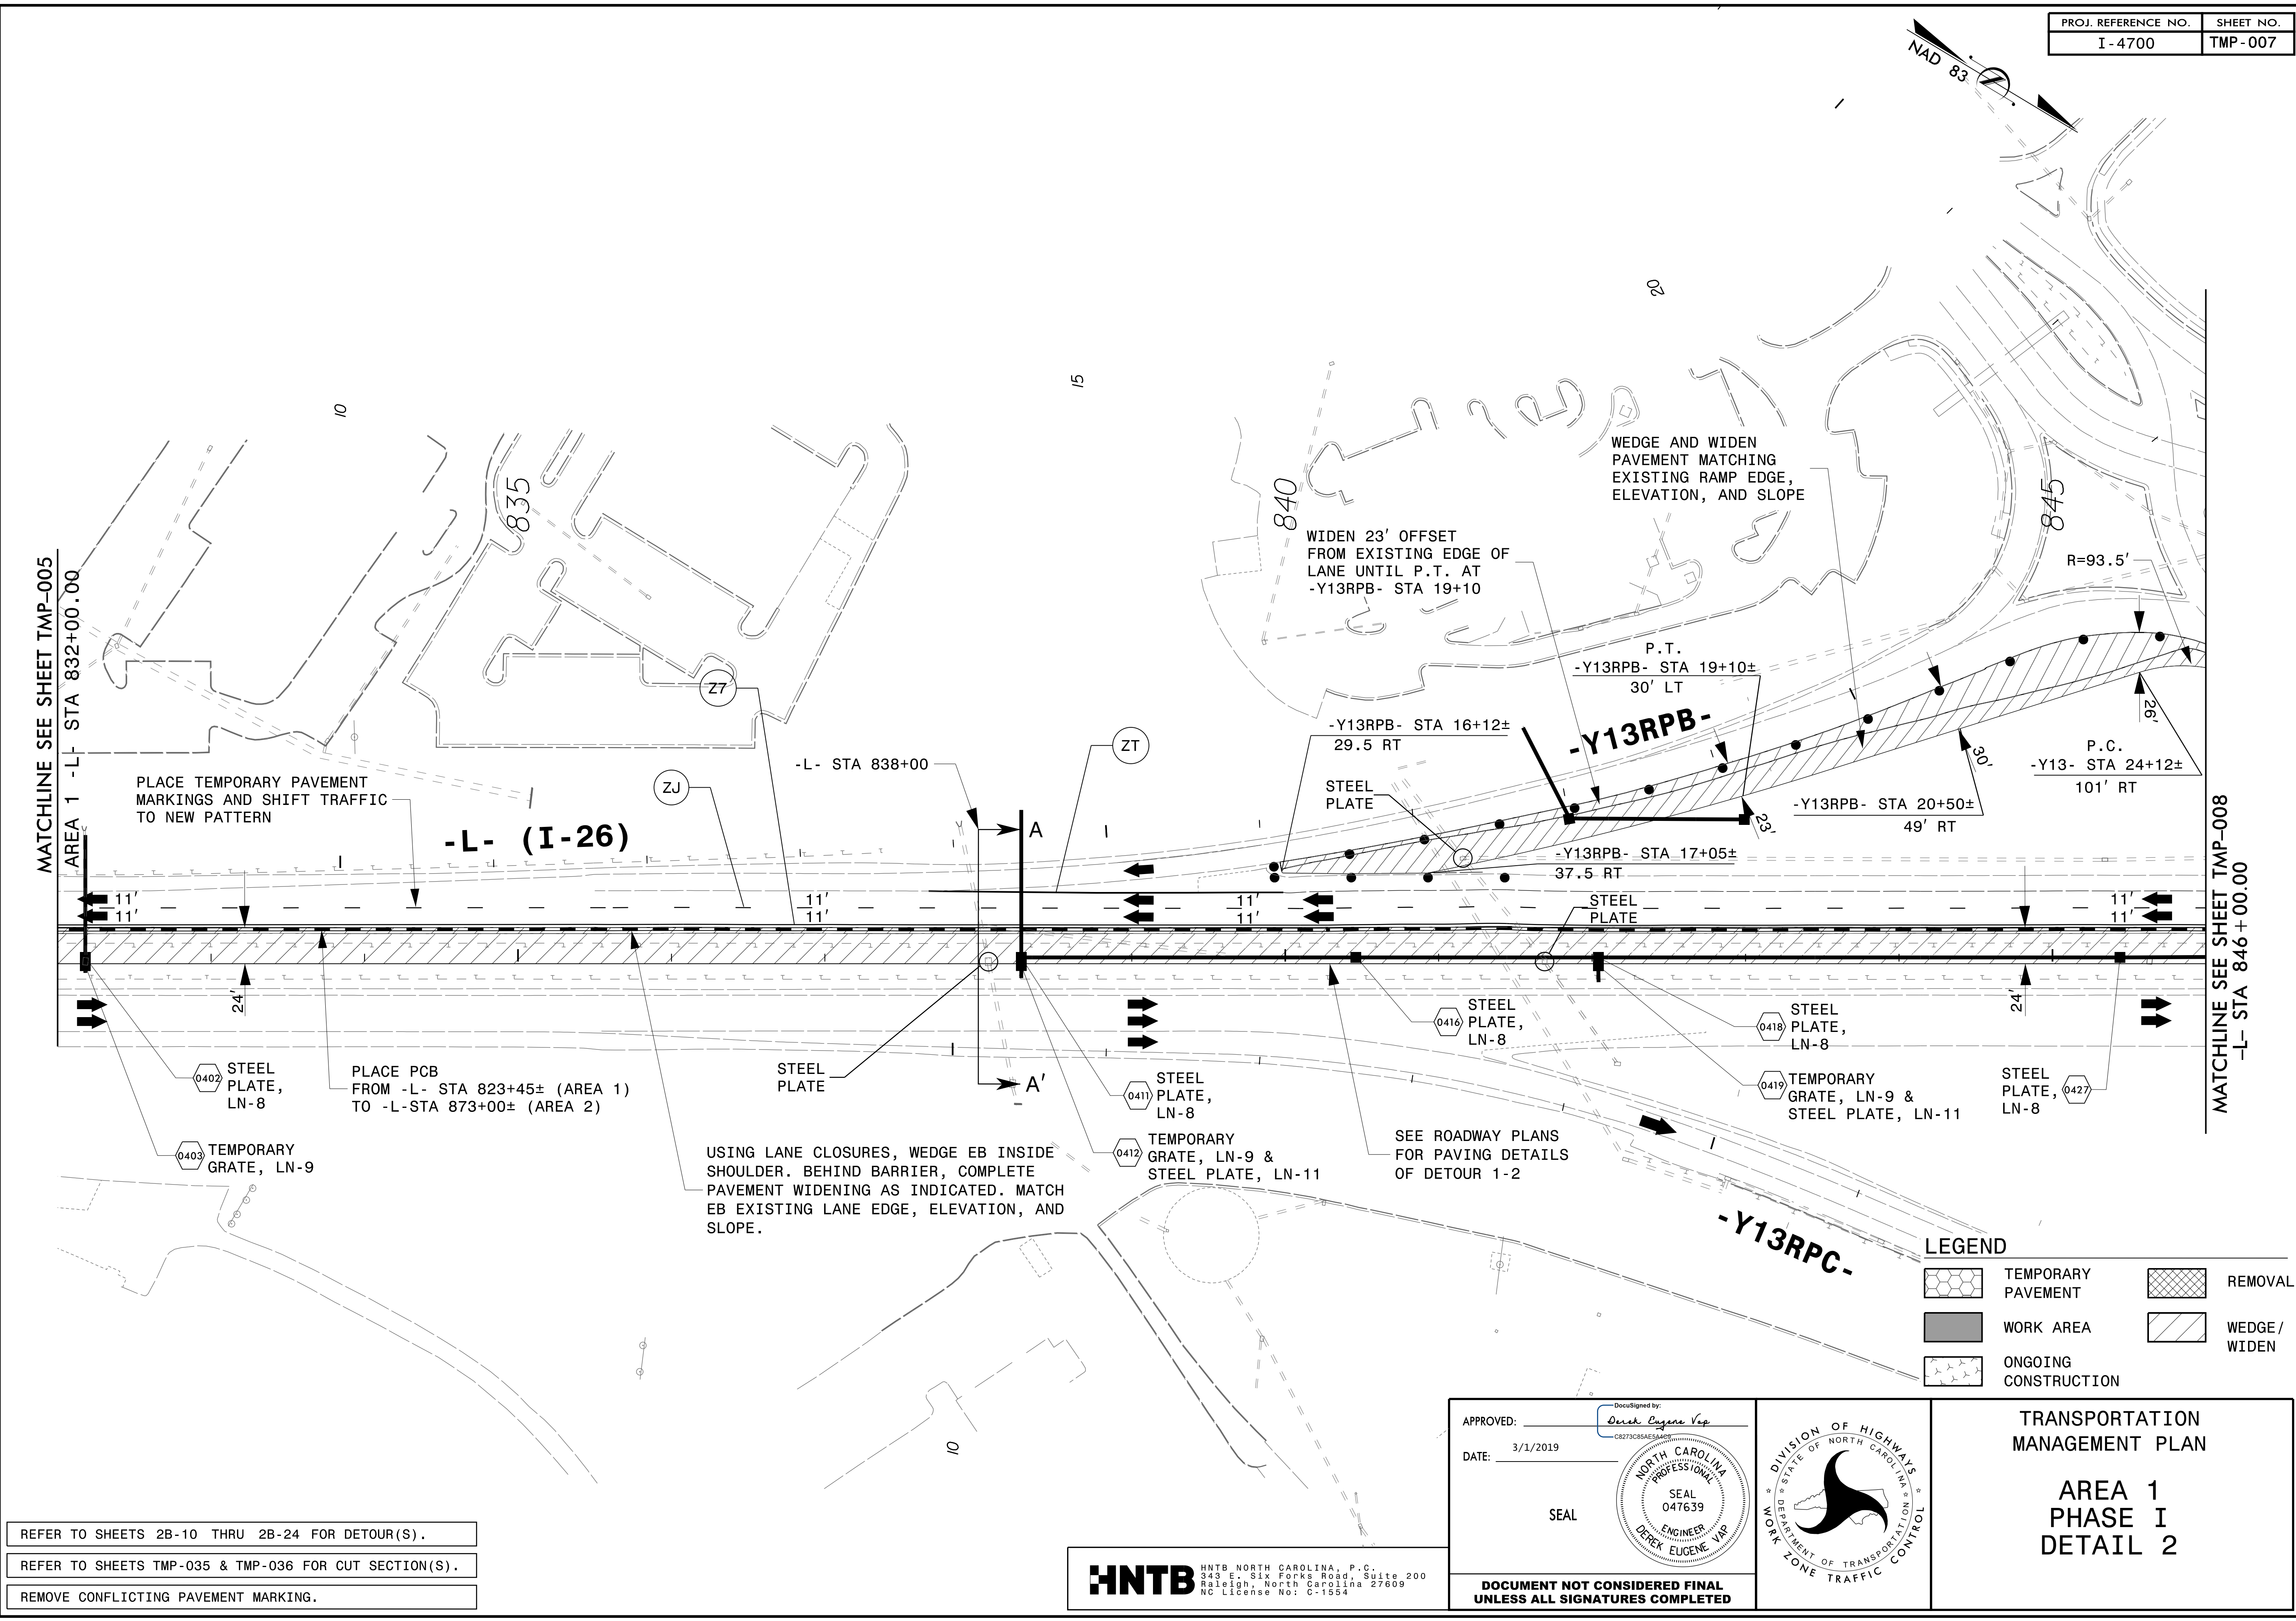 PROJ. REFERENCE NO.
SHEET NO.
I-4700
TMP-007
NAD 83
MATCHLINE SEE SHEET TMP-005
AREA 1 -L- STA 832+00.00
10
15
20
835
840
845
WEDGE AND WIDEN
PAVEMENT MATCHING
EXISTING RAMP EDGE,
ELEVATION, AND SLOPE
WIDEN 23' OFFSET
FROM EXISTING EDGE OF
LANE UNTIL P.T. AT
-Y13RPB- STA 19+10
R=93.5'
P.T.
-Y13RPB- STA 19+10±
30' LT
-Y13RPB-
-Y13RPB- STA 16+12±
29.5 RT
STEEL
PLATE
26'
30'
23'
P.C.
-Y13- STA 24+12±
101' RT
-Y13RPB- STA 20+50±
49' RT
-Y13RPB- STA 17+05±
37.5 RT
STEEL
PLATE
Z7
ZT
ZJ
-L- STA 838+00
PLACE TEMPORARY PAVEMENT
MARKINGS AND SHIFT TRAFFIC
TO NEW PATTERN
-L- (I-26)
A
11'
11'
11'
11'
11'
11'
11'
11'
24'
24'
MATCHLINE SEE SHEET TMP-008
-L- STA 846+00.00
0402
STEEL
PLATE,
LN-8
0403
TEMPORARY
GRATE, LN-9
PLACE PCB
FROM -L- STA 823+45± (AREA 1)
TO -L-STA 873+00± (AREA 2)
STEEL
PLATE
A'
0411
STEEL
PLATE,
LN-8
0412
TEMPORARY
GRATE, LN-9 &
STEEL PLATE, LN-11
USING LANE CLOSURES, WEDGE EB INSIDE
SHOULDER. BEHIND BARRIER, COMPLETE
PAVEMENT WIDENING AS INDICATED. MATCH
EB EXISTING LANE EDGE, ELEVATION, AND
SLOPE.
0416
STEEL
PLATE,
LN-8
SEE ROADWAY PLANS
FOR PAVING DETAILS
OF DETOUR 1-2
0418
STEEL
PLATE,
LN-8
0419
TEMPORARY
GRATE, LN-9 &
STEEL PLATE, LN-11
STEEL
PLATE,
LN-8
0427
-Y13RPC-
10
LEGEND
TEMPORARY
PAVEMENT
REMOVAL
WORK AREA
WEDGE/
WIDEN
ONGOING
CONSTRUCTION
REFER TO SHEETS 2B-10 THRU 2B-24 FOR DETOUR(S).
REFER TO SHEETS TMP-035 & TMP-036 FOR CUT SECTION(S).
REMOVE CONFLICTING PAVEMENT MARKING.
HNTB
HNTB NORTH CAROLINA, P.C.
343 E. Six Forks Road, Suite 200
Raleigh, North Carolina 27609
NC License No: C-1554
APPROVED:
DocuSigned by:
Derek Eugene Vap
C8273C85AE5A4C9...
DATE: 3/1/2019
SEAL
NORTH CAROLINA
PROFESSIONAL
SEAL
047639
ENGINEER
DEREK EUGENE VAP
DOCUMENT NOT CONSIDERED FINAL
UNLESS ALL SIGNATURES COMPLETED
DIVISION OF HIGHWAYS
STATE OF NORTH CAROLINA
DEPARTMENT OF TRANSPORTATION
WORK ZONE TRAFFIC CONTROL
TRANSPORTATION
MANAGEMENT PLAN
AREA 1
PHASE I
DETAIL 2